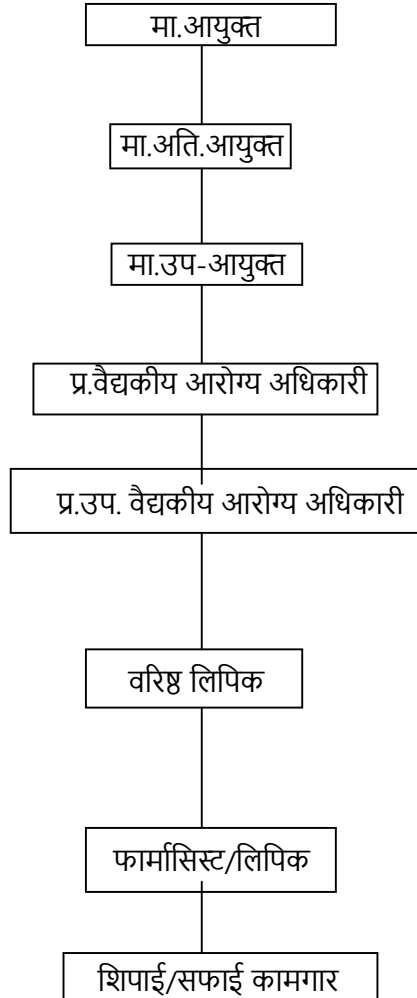 मा.आयुक्त
मा.अति.आयुक्त
मा.उप-आयुक्त
प्र.वैद्यकीय आरोग्य अधिकारी
प्र.उप. वैद्यकीय आरोग्य अधिकारी
वरिष्ठ लिपिक
फार्मासिस्ट/लिपिक
शिपाई/सफाई कामगार